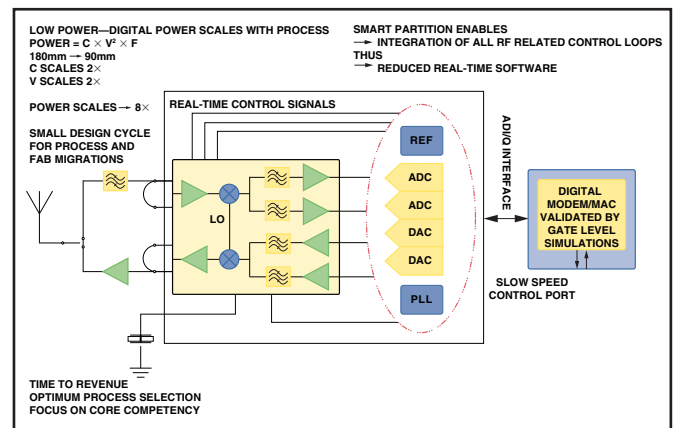 LOW POWER—DIGITAL POWER SCALES WITH PROCESS
POWER = C × V² × F
180mm → 90mm
C SCALES 2×
V SCALES 2×
POWER SCALES → 8×
SMALL DESIGN CYCLE
FOR PROCESS AND
FAB MIGRATIONS
SMART PARTITION ENABLES
→ INTEGRATION OF ALL RF RELATED CONTROL LOOPS
THUS
→ REDUCED REAL-TIME SOFTWARE
REAL-TIME CONTROL SIGNALS
LO
REF
ADC
ADC
DAC
DAC
PLL
ADI/Q INTERFACE
DIGITAL
MODEM/MAC
VALIDATED BY
GATE LEVEL
SIMULATIONS
SLOW SPEED
CONTROL PORT
TIME TO REVENUE
OPTIMUM PROCESS SELECTION
FOCUS ON CORE COMPETENCY